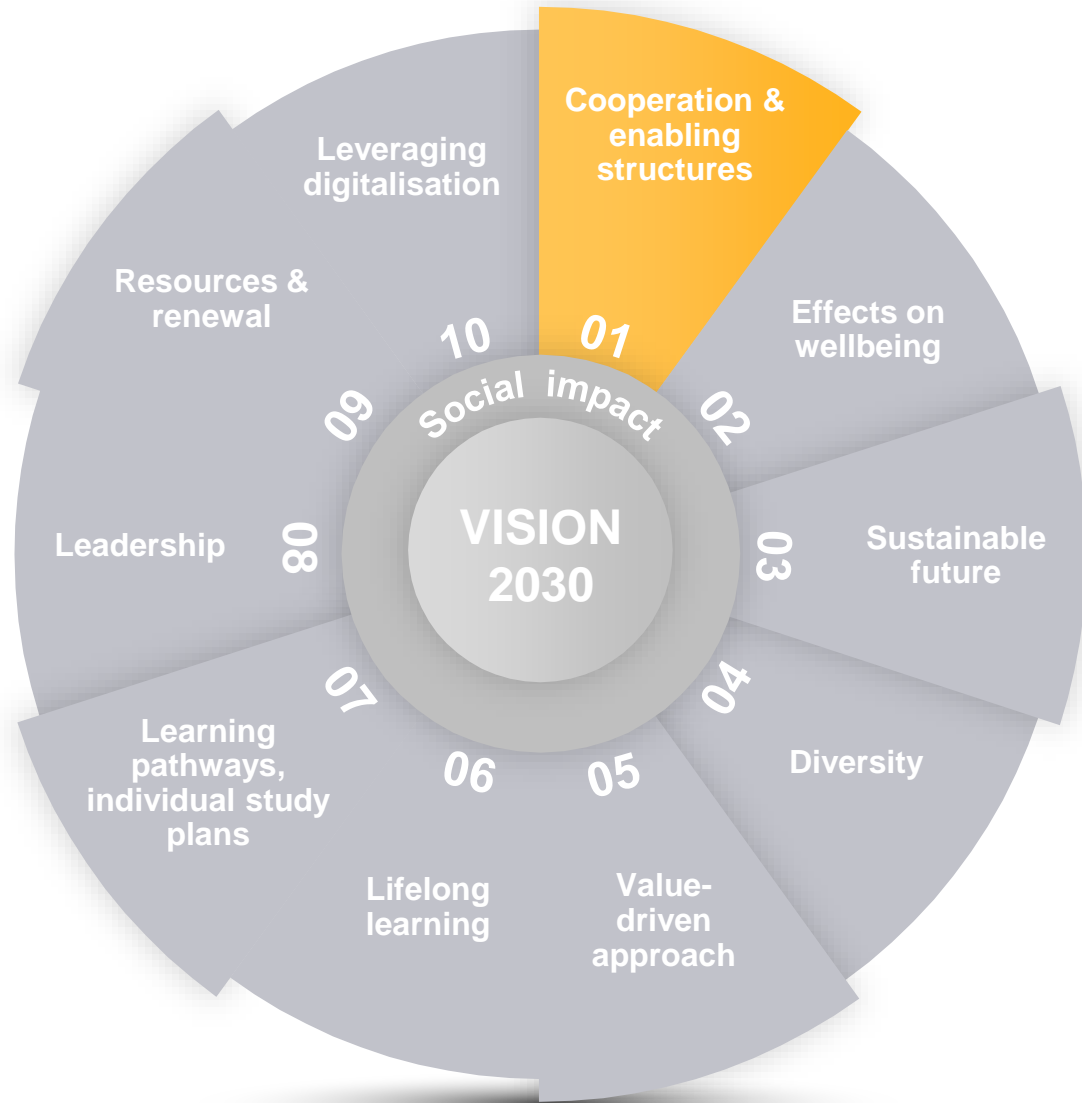 Cooperation &
enabling
structures
01
Effects on
wellbeing
02
Sustainable
future
03
Diversity
04
Value-
driven
approach
05
Lifelong
learning
06
Learning
pathways,
individual study
plans
07
Leadership
08
Resources &
renewal
09
Leveraging
digitalisation
10
Social impact
VISION
2030